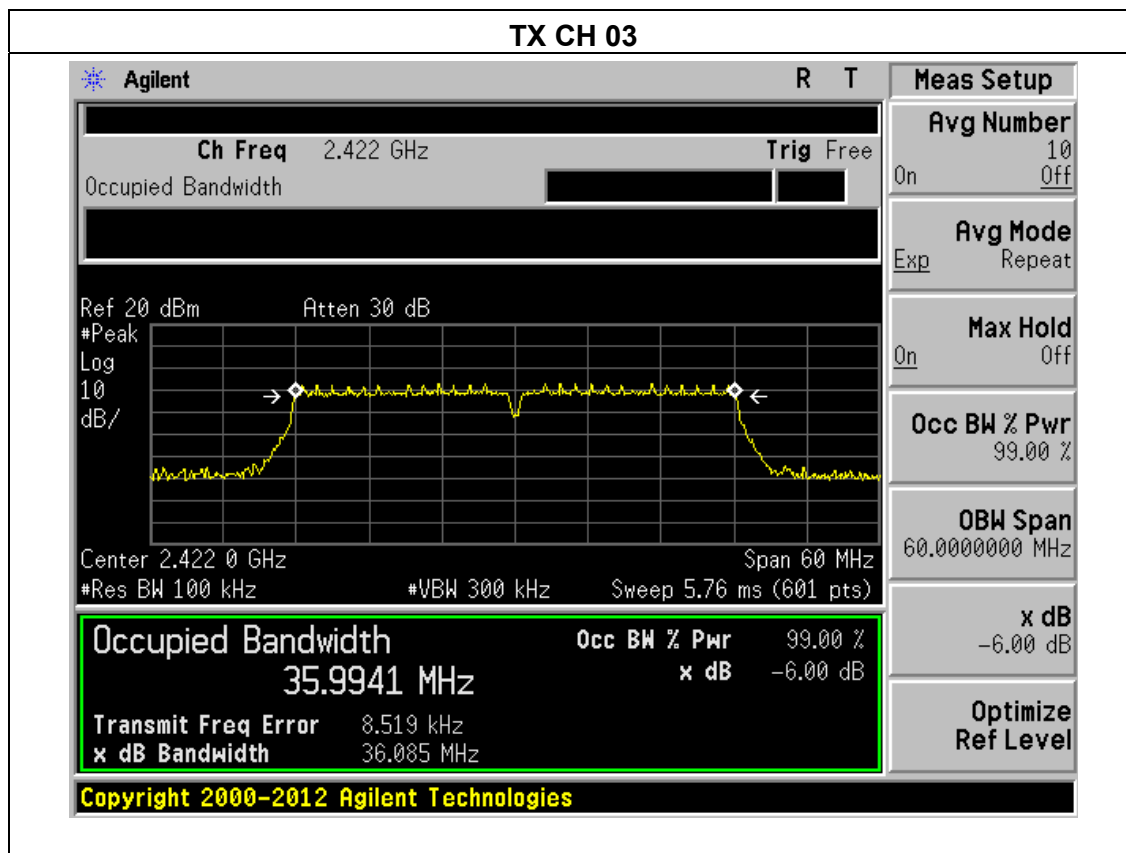 TX CH 03
Agilent R T
Ch Freq 2.422 GHz Trig Free
Occupied Bandwidth
Ref 20 dBm Atten 30 dB
#Peak
Log
10
dB/
Center 2.422 0 GHz Span 60 MHz
#Res BW 100 kHz #VBW 300 kHz Sweep 5.76 ms (601 pts)
Occupied Bandwidth Occ BW % Pwr 99.00 %
35.9941 MHz x dB -6.00 dB
Transmit Freq Error 8.519 kHz
x dB Bandwidth 36.085 MHz
Copyright 2000-2012 Agilent Technologies
Meas Setup
Avg Number
10
On Off
Avg Mode
Exp Repeat
Max Hold
On Off
Occ BW % Pwr
99.00 %
OBW Span
60.0000000 MHz
x dB
-6.00 dB
Optimize
Ref Level